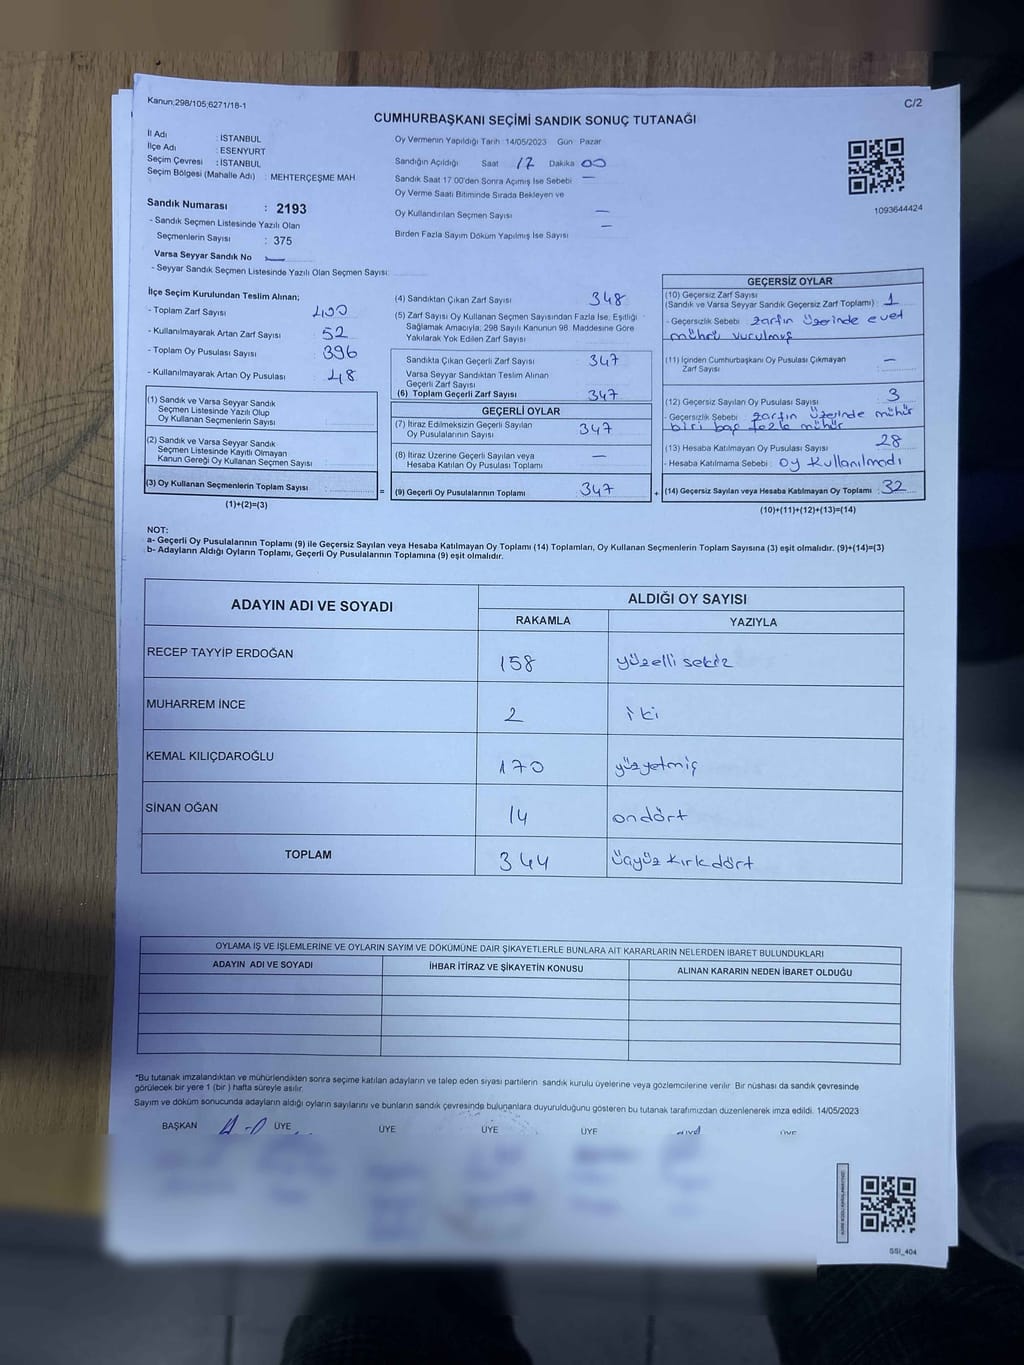 Kanun;298/105;6271/18-1
C/2
CUMHURBAŞKANI SEÇİMİ SANDIK SONUÇ TUTANAĞI
İl Adı : İSTANBUL
İlçe Adı : ESENYURT
Seçim Çevresi : İSTANBUL
Seçim Bölgesi (Mahalle Adı) : MEHTERÇEŞME MAH
Oy Vermenin Yapıldığı Tarih 14/05/2023 Gün Pazar
Sandığın Açıldığı Saat 17 Dakika 00
Sandık Saat 17 00'den Sonra Açımış İse Sebebi —
Oy Verme Saati Bitiminde Sırada Bekleyen ve
Oy Kullandırılan Seçmen Sayısı —
Birden Fazla Sayım Döküm Yapılmış İse Sayısı —
1093644424
Sandık Numarası : 2193
- Sandık Seçmen Listesinde Yazılı Olan
Seçmenlerin Sayısı : 375
Varsa Seyyar Sandık No —
- Seyyar Sandık Seçmen Listesinde Yazılı Olan Seçmen Sayısı:
İlçe Seçim Kurulundan Teslim Alınan;
- Toplam Zarf Sayısı 400
- Kullanılmayarak Artan Zarf Sayısı 52
- Toplam Oy Pusulası Sayısı 396
- Kullanılmayarak Artan Oy Pusulası 48
(1) Sandık ve Varsa Seyyar Sandık
Seçmen Listesinde Yazılı Olup
Oy Kullanan Seçmenlerin Sayısı
(2) Sandık ve Varsa Seyyar Sandık
Seçmen Listesinde Kayıtlı Olmayan
Kanun Gereği Oy Kullanan Seçmen Sayısı
(3) Oy Kullanan Seçmenlerin Toplam Sayısı
(1)+(2)=(3)
(4) Sandıktan Çıkan Zarf Sayısı 348
(5) Zarf Sayısı Oy Kullanan Seçmen Sayısından Fazla İse, Eşitliği
Sağlamak Amacıyla; 298 Sayılı Kanunun 98. Maddesine Göre
Yakılarak Yok Edilen Zarf Sayısı
Sandıkta Çıkan Geçerli Zarf Sayısı 347
Varsa Seyyar Sandıktan Teslim Alınan
Geçerli Zarf Sayısı
(6) Toplam Geçerli Zarf Sayısı 347
GEÇERLİ OYLAR
(7) İtiraz Edilmeksizin Geçerli Sayılan
Oy Pusulalarının Sayısı 347
(8) İtiraz Üzerine Geçerli Sayılan veya
Hesaba Katılan Oy Pusulası Toplamı —
= (9) Geçerli Oy Pusulalarının Toplamı 347 +
GEÇERSİZ OYLAR
(10) Geçersiz Zarf Sayısı
(Sandık ve Varsa Seyyar Sandık Geçersiz Zarf Toplamı) : 1
- Geçersizlik Sebebi : zarfın üzerinde evet
mührü vurulmuş
(11) İçinden Cumhurbaşkanı Oy Pusulası Çıkmayan
Zarf Sayısı —
(12) Geçersiz Sayılan Oy Pusulası Sayısı 3
- Geçersizlik Sebebi : zarfın üzerinde mühür
(13) Hesaba Katılmayan Oy Pusulası Sayısı 28
- Hesaba Katılmama Sebebi : oy kullanılmadı
(14) Geçersiz Sayılan veya Hesaba Katılmayan Oy Toplamı : 32
(10)+(11)+(12)+(13)=(14)
NOT:
a- Geçerli Oy Pusulalarının Toplamı (9) ile Geçersiz Sayılan veya Hesaba Katılmayan Oy Toplamı (14) Toplamları, Oy Kullanan Seçmenlerin Toplam Sayısına (3) eşit olmalıdır. (9)+(14)=(3)
b- Adayların Aldığı Oyların Toplamı, Geçerli Oy Pusulalarının Toplamına (9) eşit olmalıdır.
ADAYIN ADI VE SOYADI
ALDIĞI OY SAYISI
RAKAMLA YAZIYLA
RECEP TAYYİP ERDOĞAN 158 yüzelli sekiz
MUHARREM İNCE 2 iki
KEMAL KILIÇDAROĞLU 170 yüzyetmiş
SİNAN OĞAN 14 ondört
TOPLAM 344 üçyüz kırkdört
OYLAMA İŞ VE İŞLEMLERİNE VE OYLARIN SAYIM VE DÖKÜMÜNE DAİR ŞİKAYETLERLE BUNLARA AİT KARARLARIN NELERDEN İBARET BULUNDUKLARI
ADAYIN ADI VE SOYADI İHBAR İTİRAZ VE ŞİKAYETİN KONUSU ALINAN KARARIN NEDEN İBARET OLDUĞU
*Bu tutanak imzalandıktan ve mühürlendikten sonra seçime katılan adayların ve talep eden siyasi partilerin sandık kurulu üyelerine veya gözlemcilerine verilir. Bir nüshası da sandık çevresinde
görülecek bir yere 1 (bir) hafta süreyle asılır.
Sayım ve döküm sonucunda adayların aldığı oyların sayılarını ve bunların sandık çevresinde bulunanlara duyurulduğunu gösteren bu tutanak tarafımızdan düzenlenerek imza edildi. 14/05/2023
BAŞKAN ÜYE ÜYE ÜYE ÜYE
SSI_404